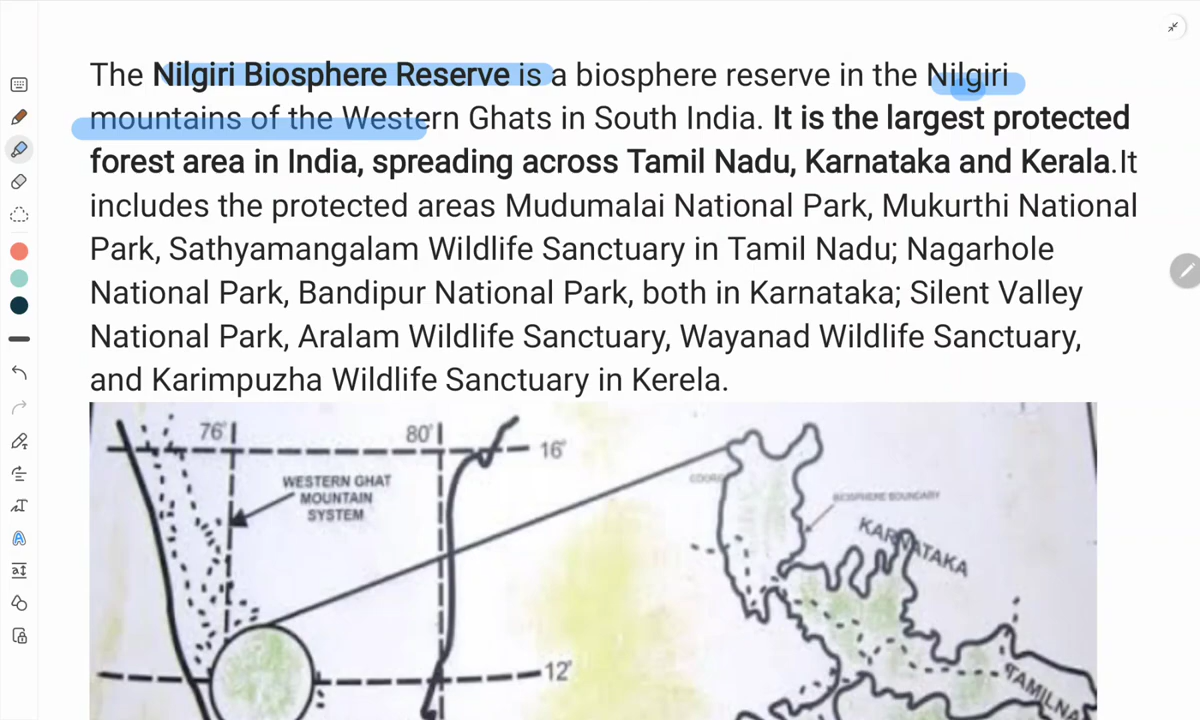 The Nilgiri Biosphere Reserve is a biosphere reserve in the Nilgiri
mountains of the Western Ghats in South India. It is the largest protected
forest area in India, spreading across Tamil Nadu, Karnataka and Kerala.It
includes the protected areas Mudumalai National Park, Mukurthi National
Park, Sathyamangalam Wildlife Sanctuary in Tamil Nadu; Nagarhole
National Park, Bandipur National Park, both in Karnataka; Silent Valley
National Park, Aralam Wildlife Sanctuary, Wayanad Wildlife Sanctuary,
and Karimpuzha Wildlife Sanctuary in Kerela.
76°
80°
16°
WESTERN GHAT
MOUNTAIN
SYSTEM
BIOSPHERE BOUNDARY
KARNATAKA
12°